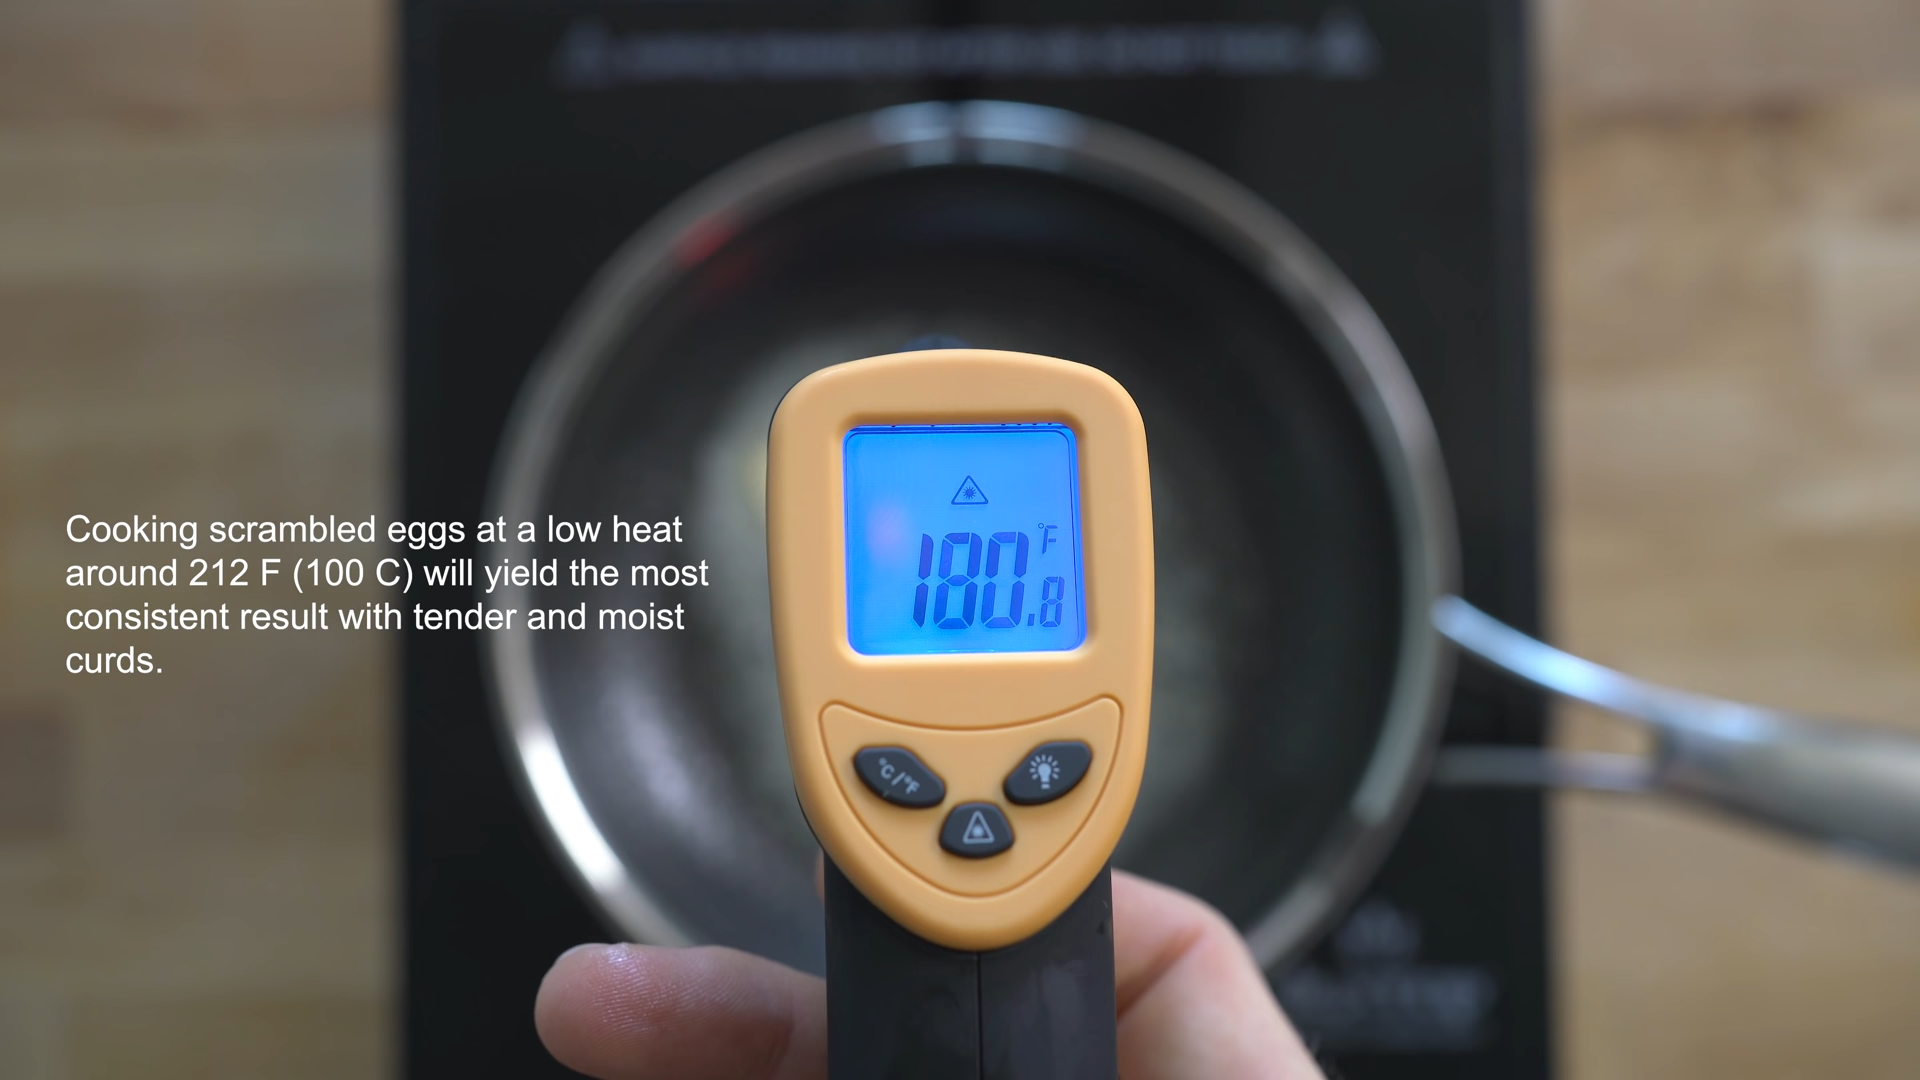 Cooking scrambled eggs at a low heat
around 212 F (100 C) will yield the most
consistent result with tender and moist
curds.
°F
180.8
°C/°F